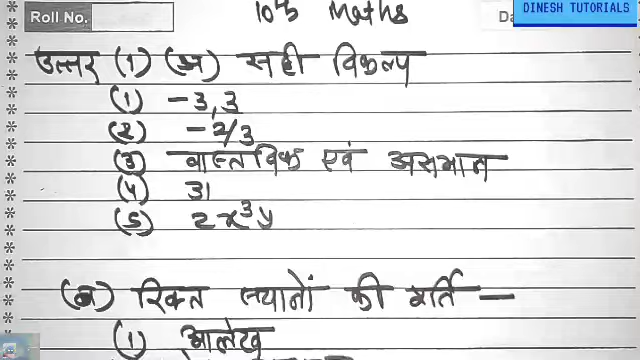 Roll No.
10th Maths
Da
DINESH TUTORIALS
उत्तर (1) (अ) सही विकल्प
(1) -3, 3
(2) -2/3
(3) वास्तविक एवं असमान
(4) 31
(5) 2x³y
(ब) रिक्त स्थानों की पूर्ति —
(1) आलेख